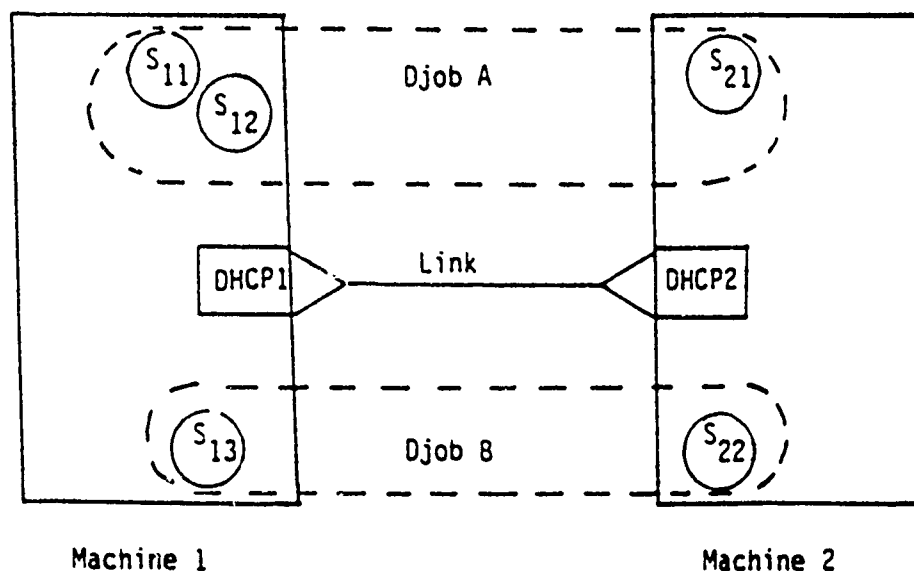 S11
S12
Djob A
S21
DHCP1
Link
DHCP2
S13
Djob B
S22
Machine 1
Machine 2